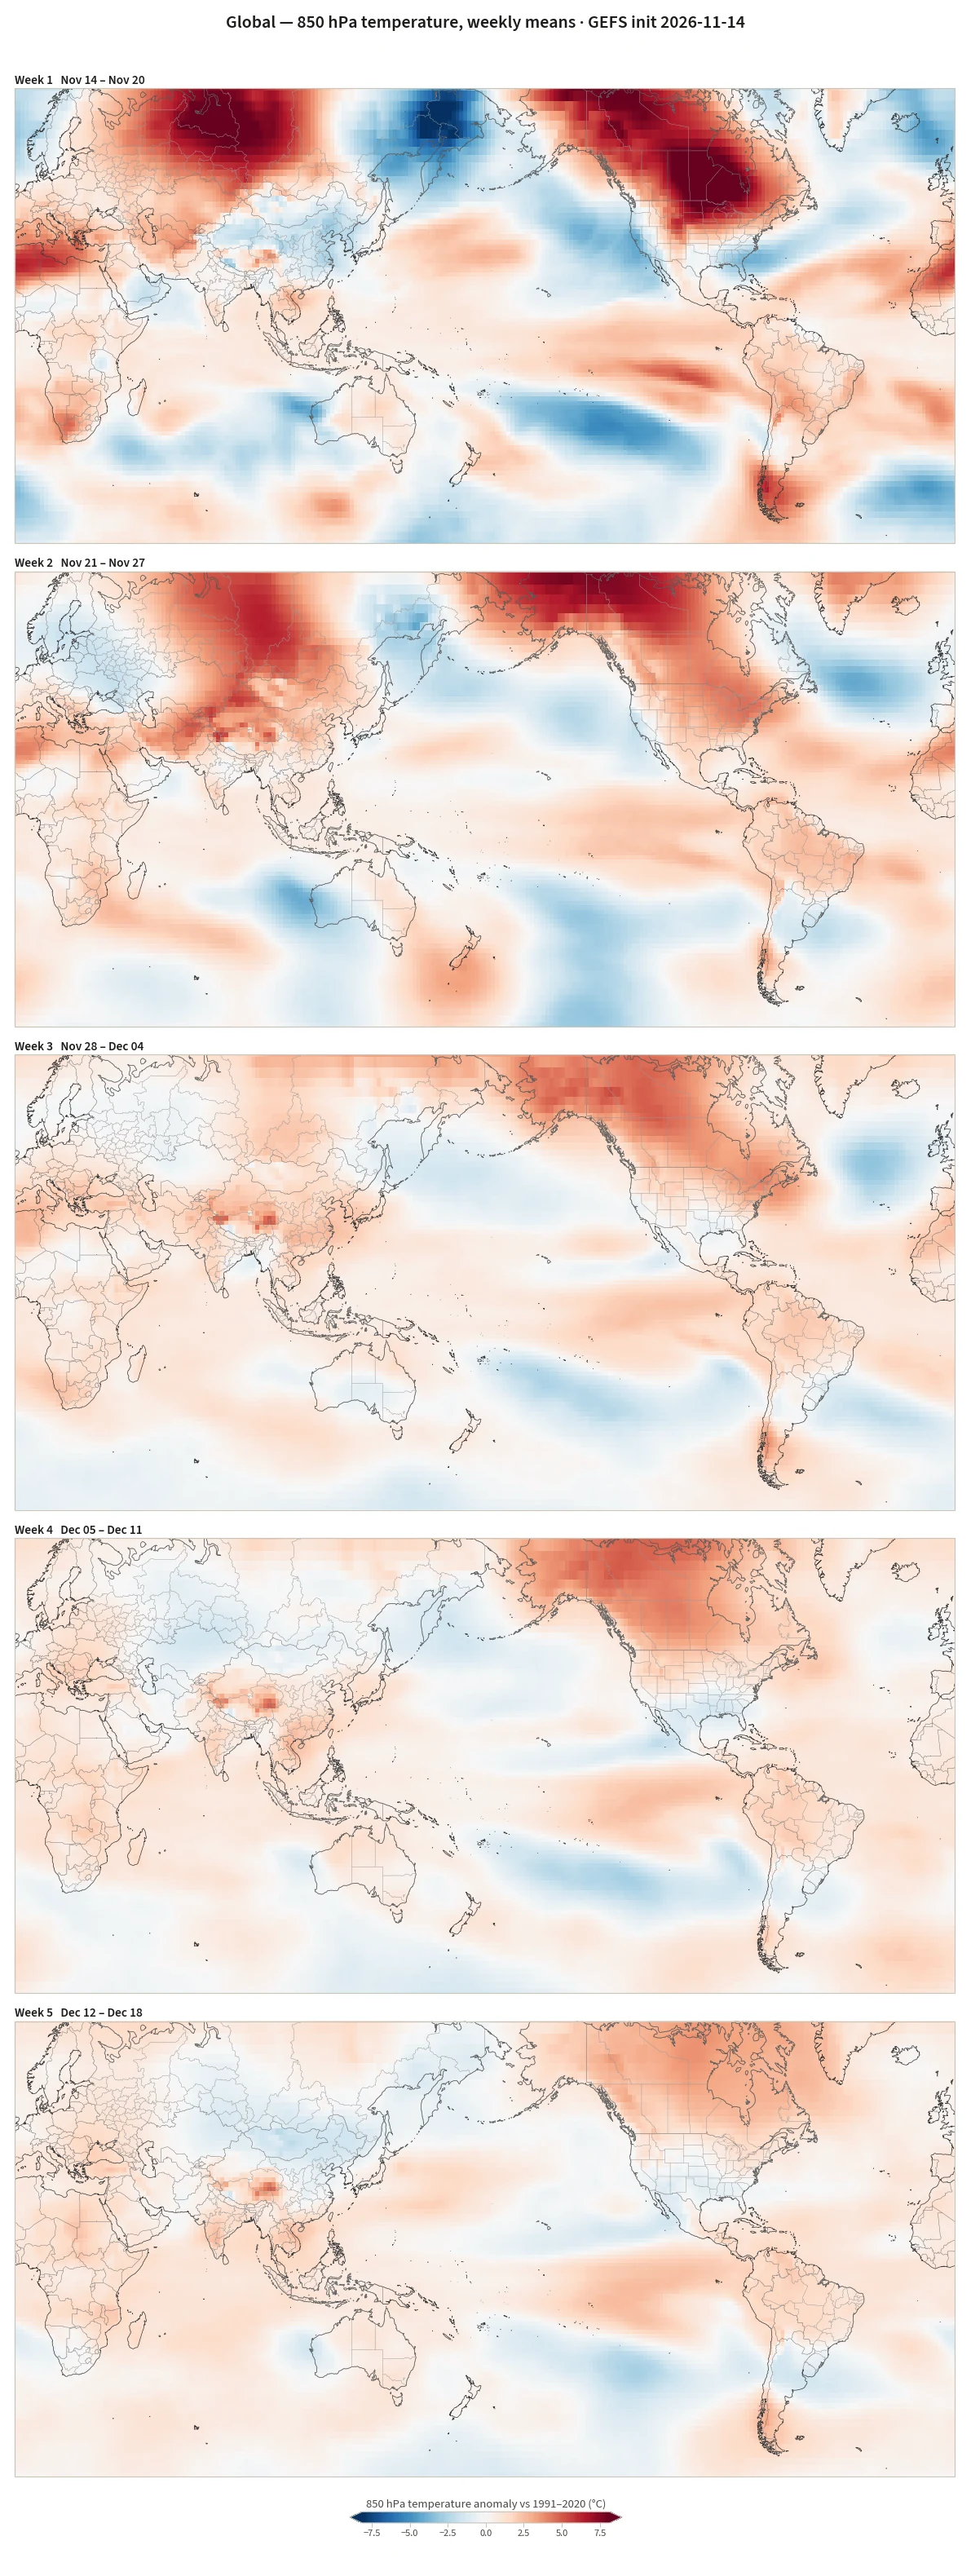 Global — 850 hPa temperature, weekly means · GEFS init 2026-11-14
Week 1 Nov 14 – Nov 20
Week 2 Nov 21 – Nov 27
Week 3 Nov 28 – Dec 04
Week 4 Dec 05 – Dec 11
Week 5 Dec 12 – Dec 18
850 hPa temperature anomaly vs 1991–2020 (°C)
−7.5 −5.0 −2.5 0.0 2.5 5.0 7.5